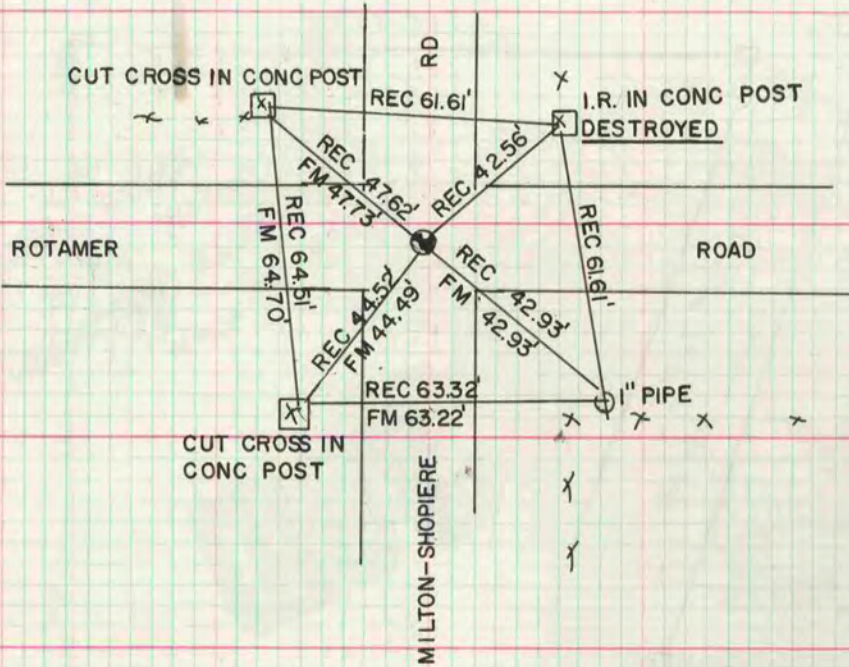 RD
CUT CROSS IN CONC POST
REC 61.61'
I.R. IN CONC POST
DESTROYED
REC 47.62'
FM 47.73'
REC 42.56'
ROTAMER
REC 64.51'
FM 64.70'
REC 61.61'
ROAD
REC 44.52'
FM 44.49'
REC 42.93'
FM 42.93'
REC 63.32'
FM 63.22'
1" PIPE
CUT CROSS IN
CONC POST
MILTON-SHOPIERE